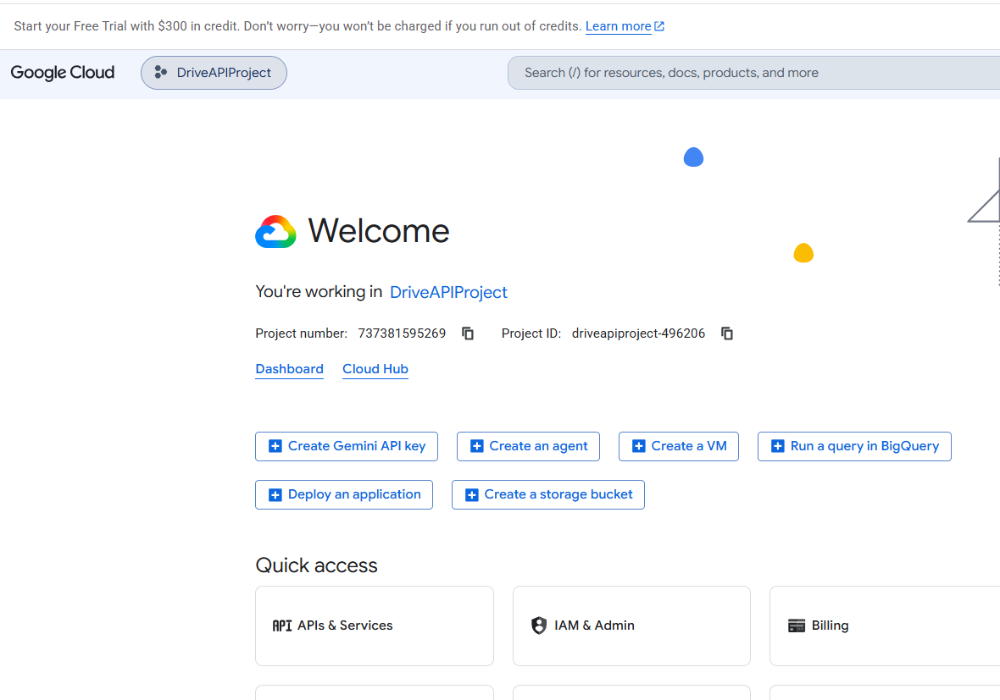 Start your Free Trial with $300 in credit. Don’t worry—you won’t be charged if you run out of credits. Learn more
Google Cloud
DriveAPIProject
Search (/) for resources, docs, products, and more
Welcome
You're working in DriveAPIProject
Project number: 737381595269 Project ID: driveapiproject-496206
Dashboard Cloud Hub
Create Gemini API key Create an agent Create a VM Run a query in BigQuery
Deploy an application Create a storage bucket
Quick access
API APIs & Services IAM & Admin Billing